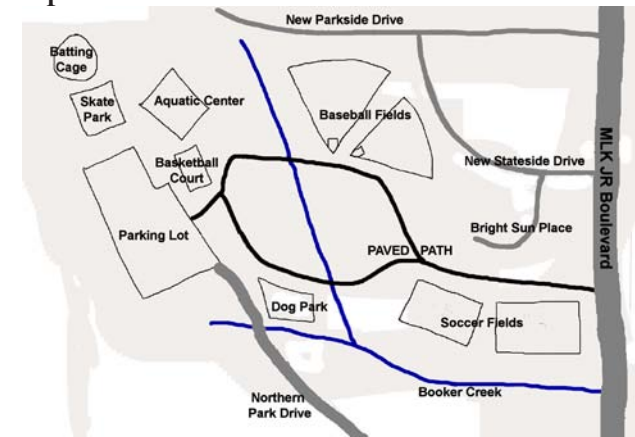 New Parkside Drive
Batting
Cage
Skate
Park
Aquatic Center
Baseball Fields
MLK JR Boulevard
Basketball
Court
New Stateside Drive
Parking Lot
Bright Sun Place
PAVED PATH
Dog Park
Soccer Fields
Booker Creek
Northern
Park Drive